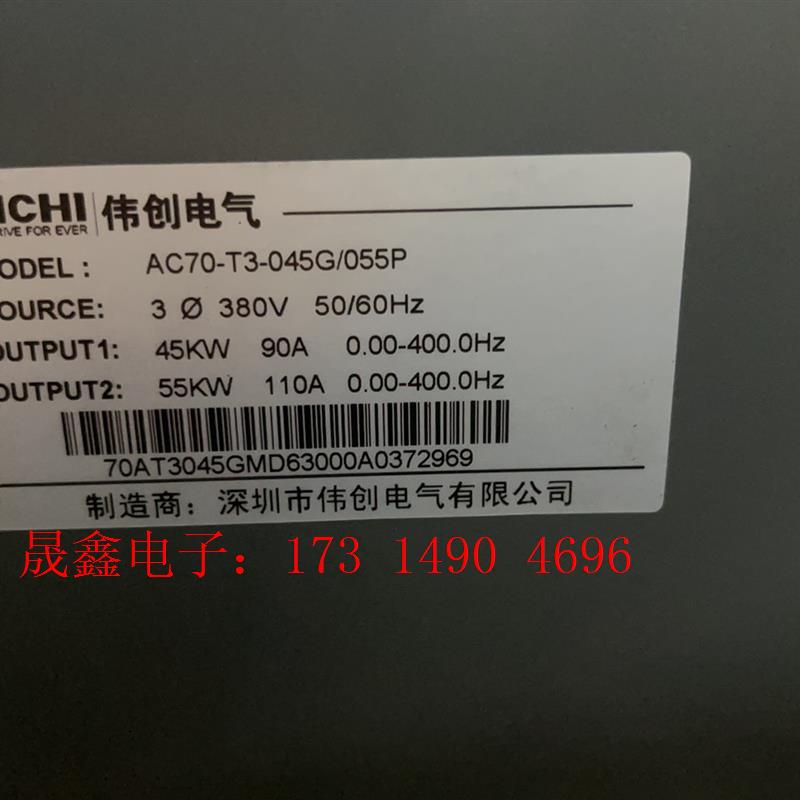 ICHI 伟创电气
RIVE FOR EVER
ODEL : AC70-T3-045G/055P
OURCE: 3 Ø 380V 50/60Hz
OUTPUT1: 45KW 90A 0.00-400.0Hz
OUTPUT2: 55KW 110A 0.00-400.0Hz
70AT3045GMD63000A0372969
制造商：深圳市伟创电气有限公司
晟鑫电子：173 1490 4696